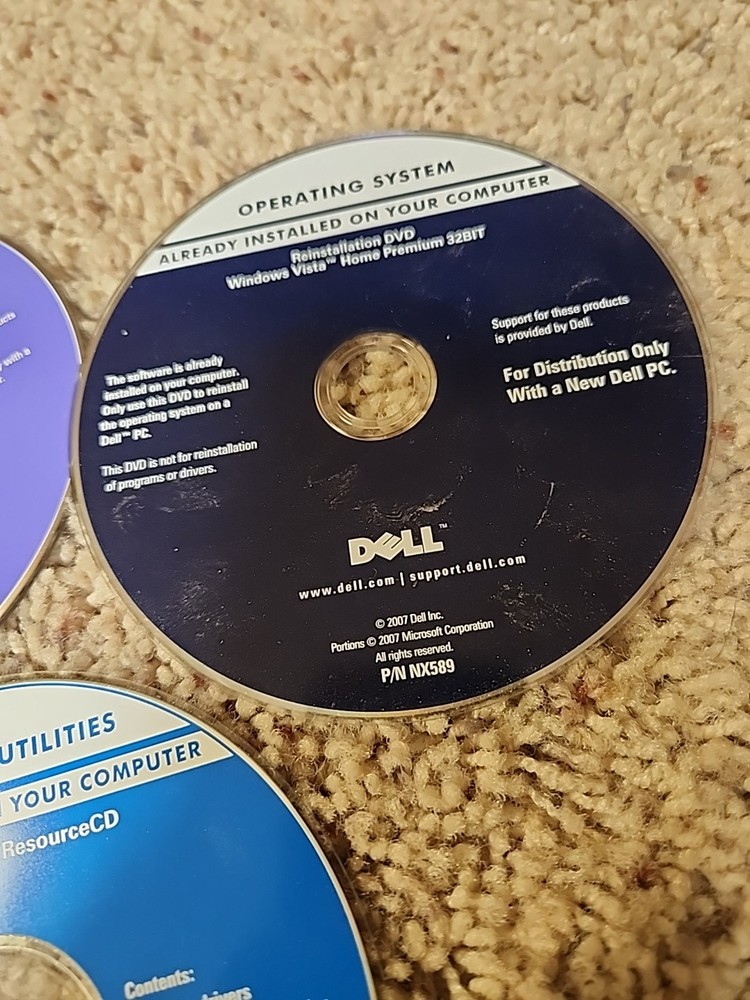 OPERATING SYSTEM
ALREADY INSTALLED ON YOUR COMPUTER
Reinstallation DVD
Windows Vista™ Home Premium 32BIT
Support for these products
is provided by Dell.
For Distribution Only
With a New Dell PC.
The software is already
installed on your computer.
Only use this DVD to reinstall
the operating system on a
Dell™ PC.
This DVD is not for reinstallation
of programs or drivers.
DELL™
www.dell.com | support.dell.com
© 2007 Dell Inc.
Portions © 2007 Microsoft Corporation
All rights reserved.
P/N NX589
with a
UTILITIES
YOUR COMPUTER
ResourceCD
Contents:
drivers